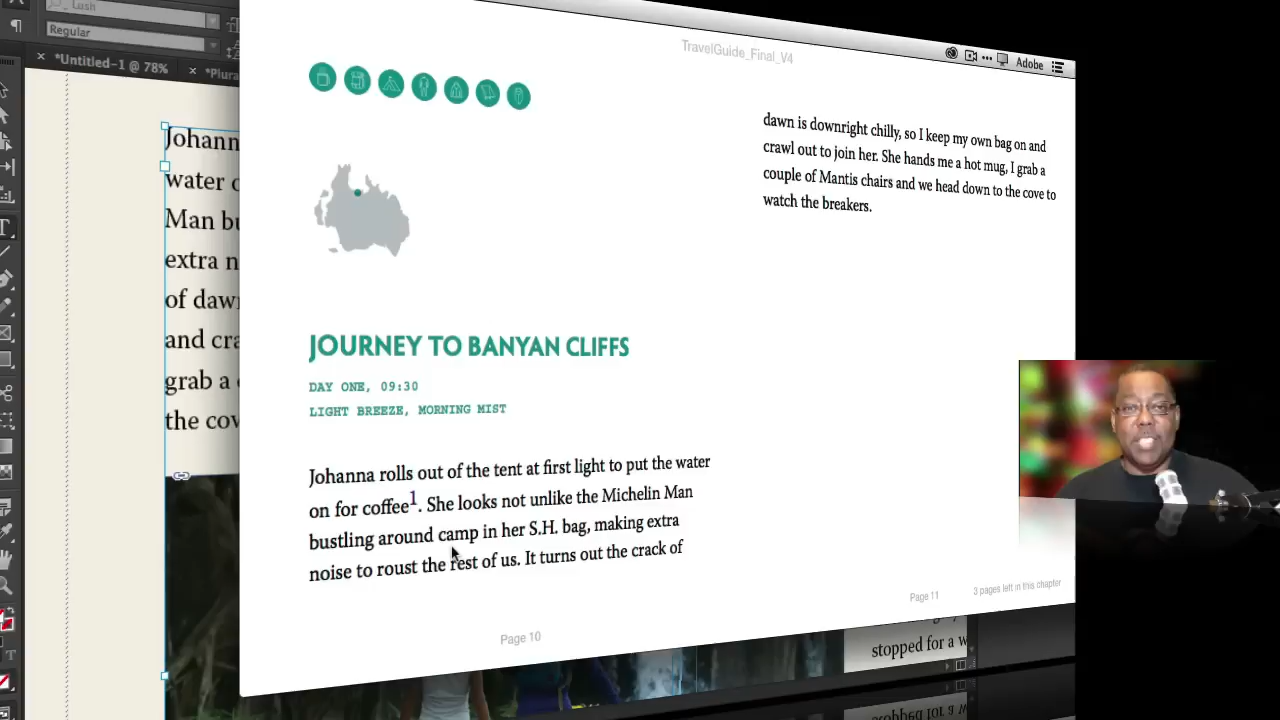 Lush
Regular
*Untitled-1 @ 78%
*Plura
Johann
water o
Man bu
extra n
of daw
and cra
grab a
the cov
TravelGuide_Final_V4
Adobe
JOURNEY TO BANYAN CLIFFS
DAY ONE, 09:30
LIGHT BREEZE, MORNING MIST
Johanna rolls out of the tent at first light to put the water
on for coffee1. She looks not unlike the Michelin Man
bustling around camp in her S.H. bag, making extra
noise to roust the rest of us. It turns out the crack of
Page 10
dawn is downright chilly, so I keep my own bag on and
crawl out to join her. She hands me a hot mug, I grab a
couple of Mantis chairs and we head down to the cove to
watch the breakers.
Page 11
3 pages left in this chapter
stopped for a w